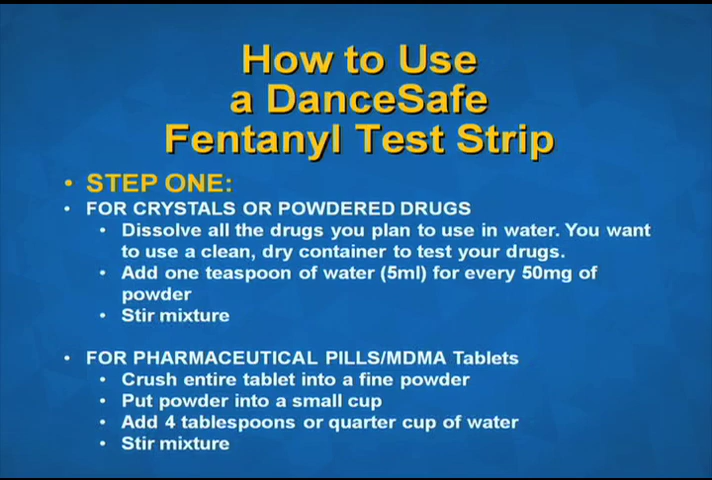 How to Use
a DanceSafe
Fentanyl Test Strip
• STEP ONE:
• FOR CRYSTALS OR POWDERED DRUGS
• Dissolve all the drugs you plan to use in water. You want
to use a clean, dry container to test your drugs.
• Add one teaspoon of water (5ml) for every 50mg of
powder
• Stir mixture
• FOR PHARMACEUTICAL PILLS/MDMA Tablets
• Crush entire tablet into a fine powder
• Put powder into a small cup
• Add 4 tablespoons or quarter cup of water
• Stir mixture